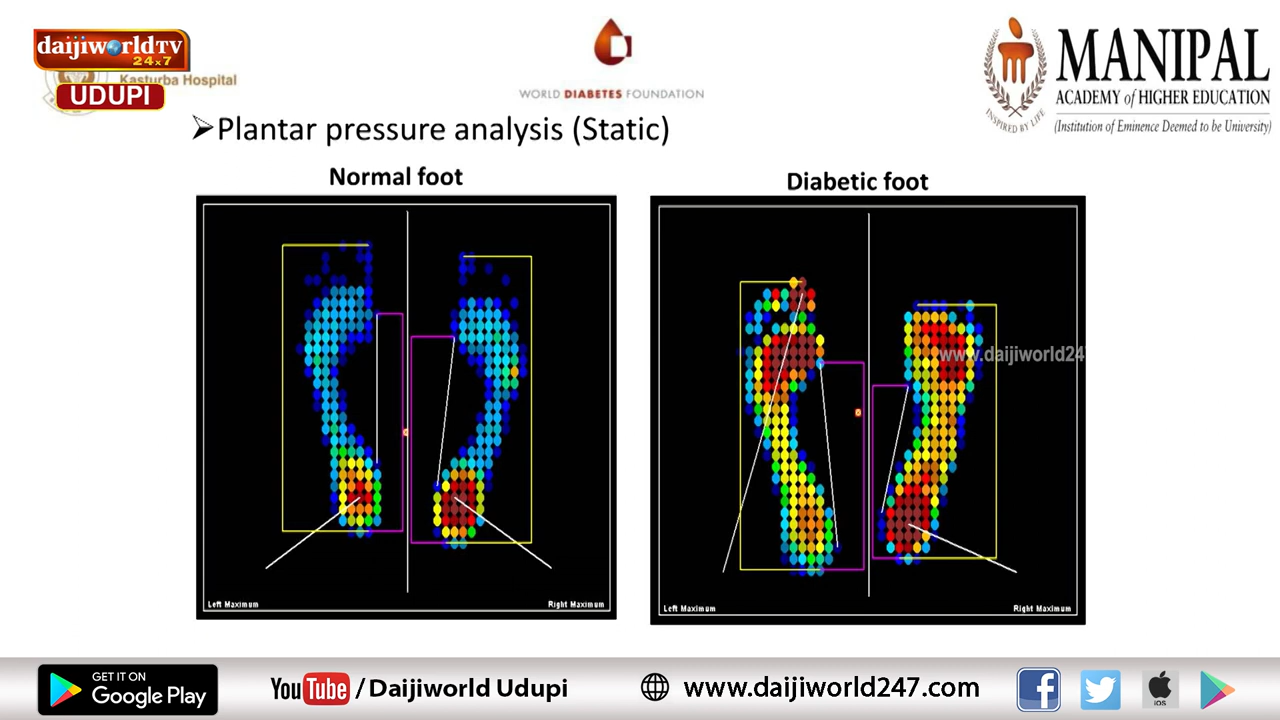 daijiworldTV
24x7
Kasturba Hospital
UDUPI
WORLD DIABETES FOUNDATION
INSPIRED BY LIFE
MANIPAL
ACADEMY of HIGHER EDUCATION
(Institution of Eminence Deemed to be University)
➢Plantar pressure analysis (Static)
Normal foot
Diabetic foot
www.daijiworld247
Left Maximum
Right Maximum
Left Maximum
Right Maximum
GET IT ON
Google Play
YouTube / Daijiworld Udupi
www.daijiworld247.com
iOS